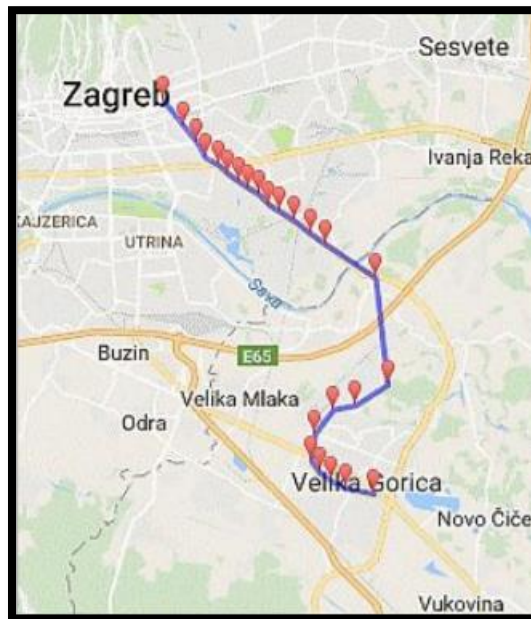 Sesvete
Zagreb
Ivanja Reka
KAJZERICA
UTRINA
Sava
E65
Buzin
Velika Mlaka
Odra
Velika Gorica
Novo Čiče
Vukovina